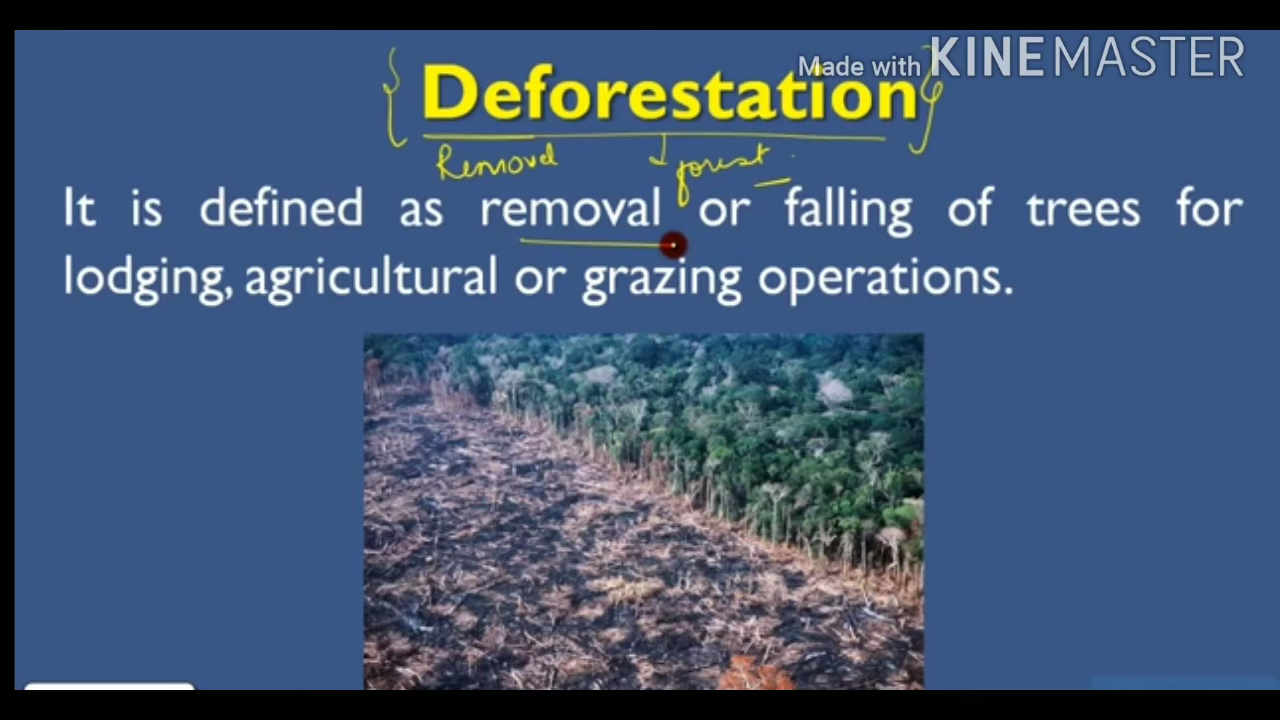 Made with KINEMASTER
Deforestation
Removal forest
It is defined as removal or falling of trees for
lodging, agricultural or grazing operations.